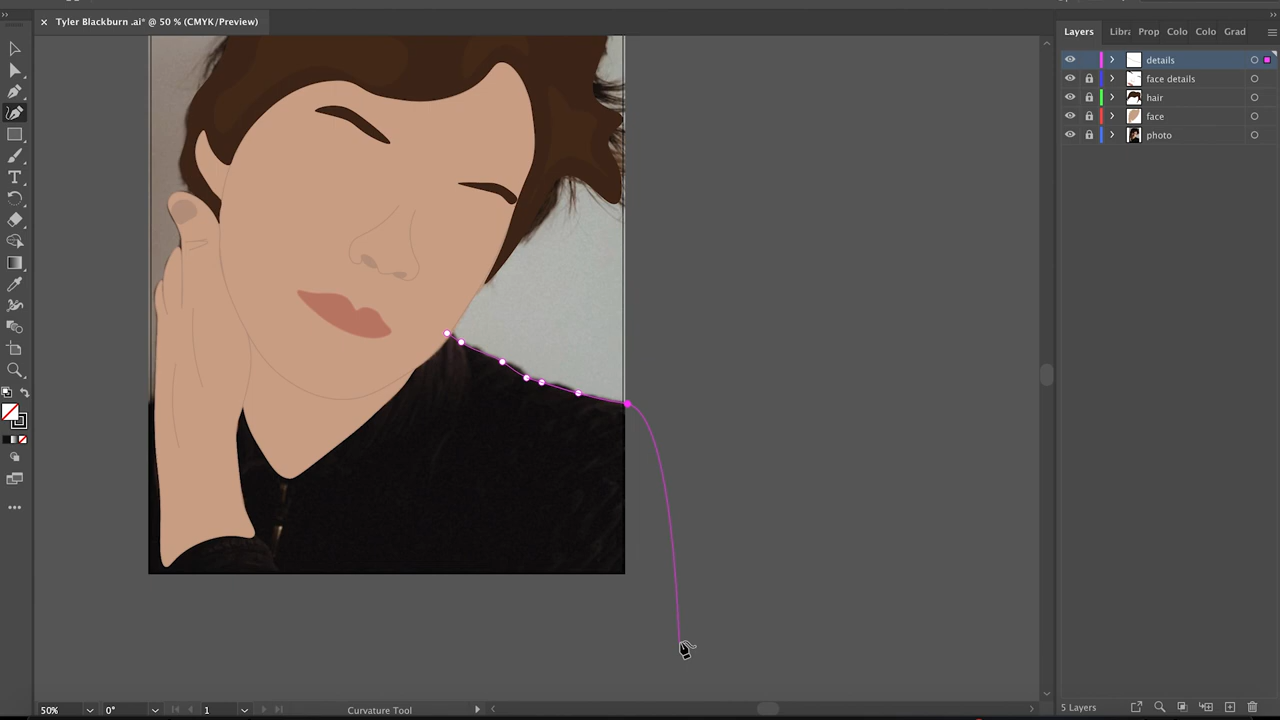 Tyler Blackburn .ai* @ 50 % (CMYK/Preview)
Layers Libra Prop Colo Colo Grad
details
face details
hair
face
photo
50% 0° 1 Curvature Tool 5 Layers